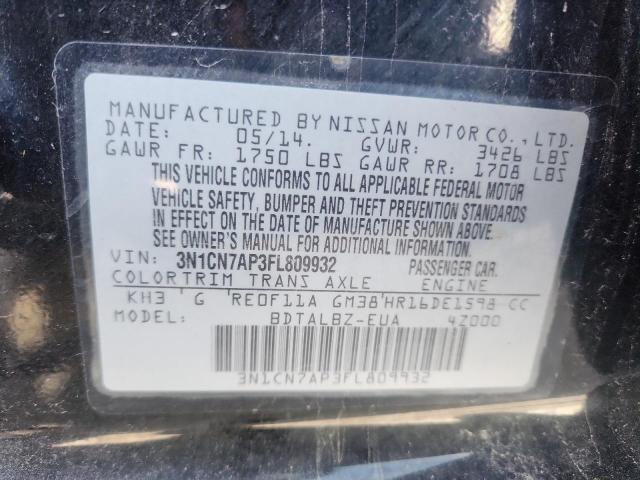 MANUFACTURED BY NISSAN MOTOR CO., LTD.
DATE: 05/14. GVWR: 3426 LBS
GAWR FR: 1750 LBS GAWR RR: 1708 LBS
THIS VEHICLE CONFORMS TO ALL APPLICABLE FEDERAL MOTOR
VEHICLE SAFETY, BUMPER AND THEFT PREVENTION STANDARDS
IN EFFECT ON THE DATE OF MANUFACTURE SHOWN ABOVE.
SEE OWNER'S MANUAL FOR ADDITIONAL INFORMATION.
VIN: 3N1CN7AP3FL809932 PASSENGER CAR.
COLOR TRIM TRANS AXLE ENGINE
KH3 G RE0F11A GM38 HR16DE1598 CC
MODEL: BDTALBZ-EUA 4Z000
3N1CN7AP3FL809932